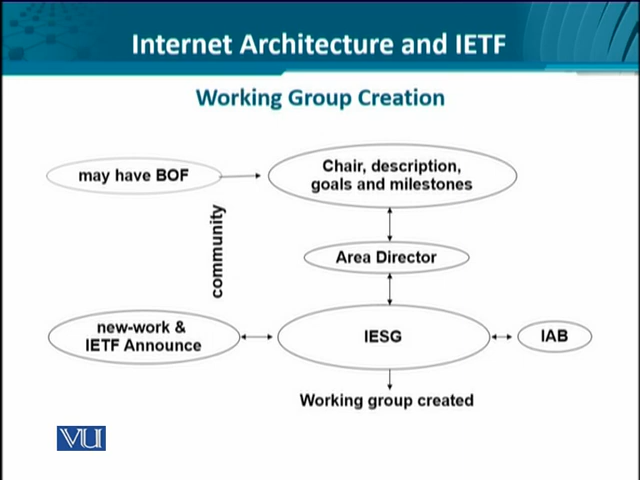 Internet Architecture and IETF
Working Group Creation
may have BOF
Chair, description,
goals and milestones
community
Area Director
new-work &
IETF Announce
IESG
IAB
Working group created
VU